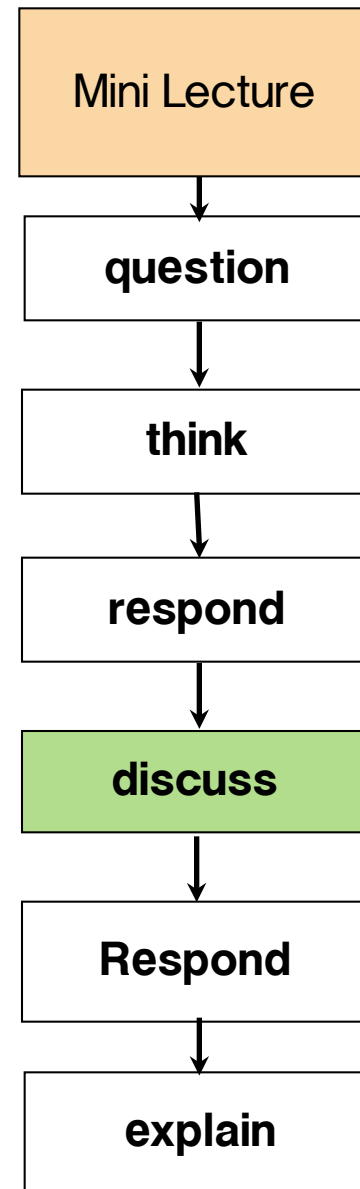 Mini Lecture
question
think
respond
discuss
Respond
explain